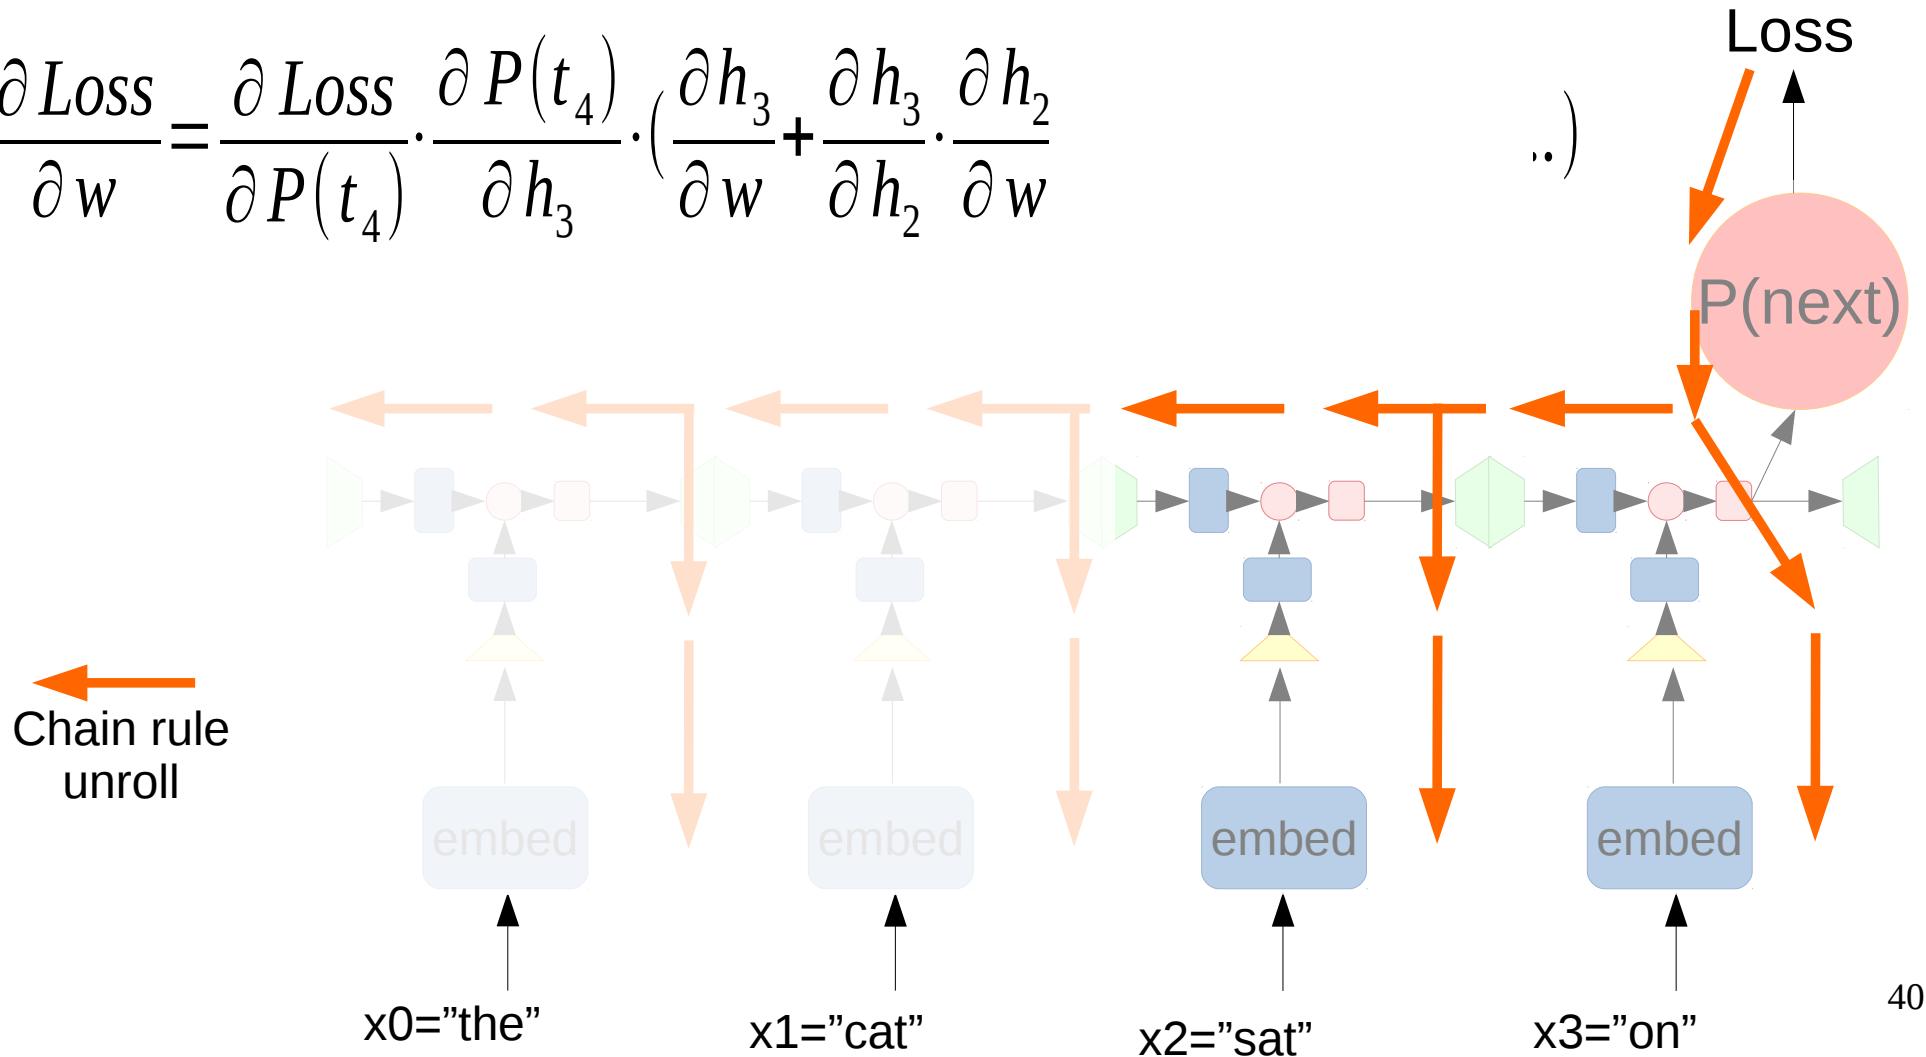 Loss
∂Loss/∂w = ∂Loss/∂P(t₄) · ∂P(t₄)/∂h₃ · (∂h₃/∂w + ∂h₃/∂h₂ · ∂h₂/∂w ..)
P(next)
Chain rule
unroll
embed embed embed embed
x0=”the” x1=”cat” x2=”sat” x3=”on”
40